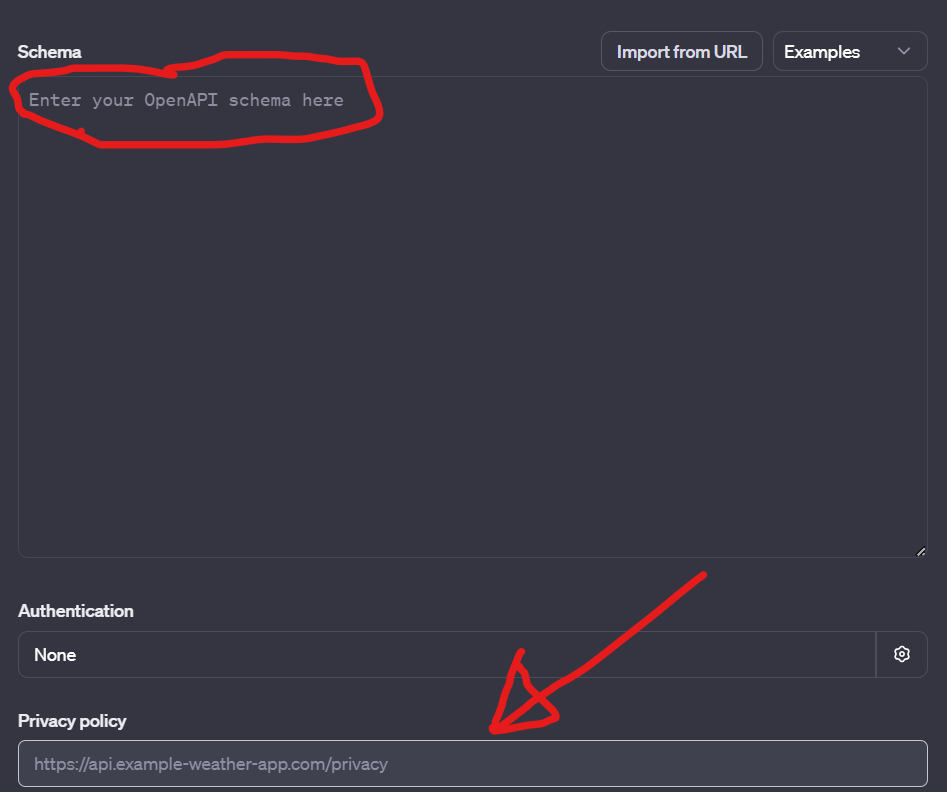 Schema
Import from URL
Examples
Enter your OpenAPI schema here
Authentication
None
Privacy policy
https://api.example-weather-app.com/privacy